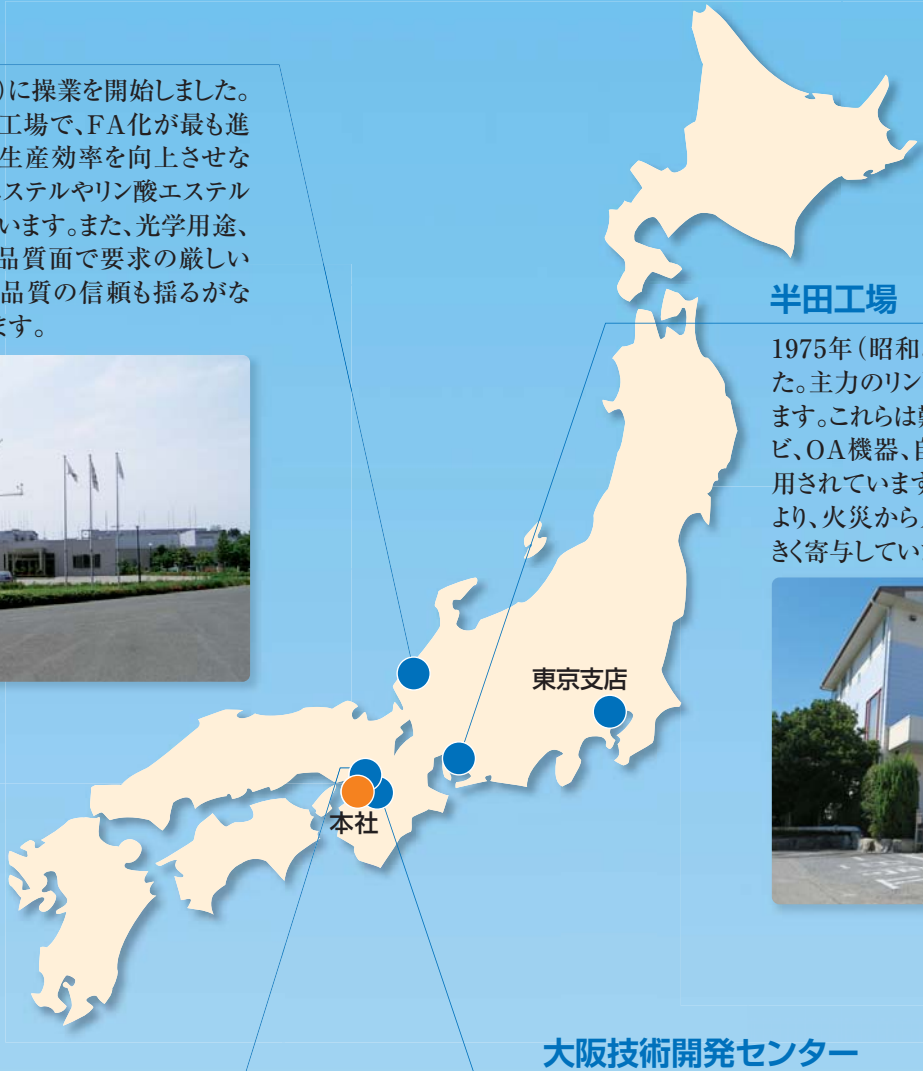 )に操業を開始しました。
工場で、FA化が最も進
生産効率を向上させな
エステルやリン酸エステル
います。また、光学用途、
品質面で要求の厳しい
品質の信頼も揺るがな
ます。
半田工場
1975年(昭和
た。主力のリン
ます。これらは
ビ、OA機器、
用されています
より、火災から
きく寄与してい
東京支店
本社
大阪技術開発センター